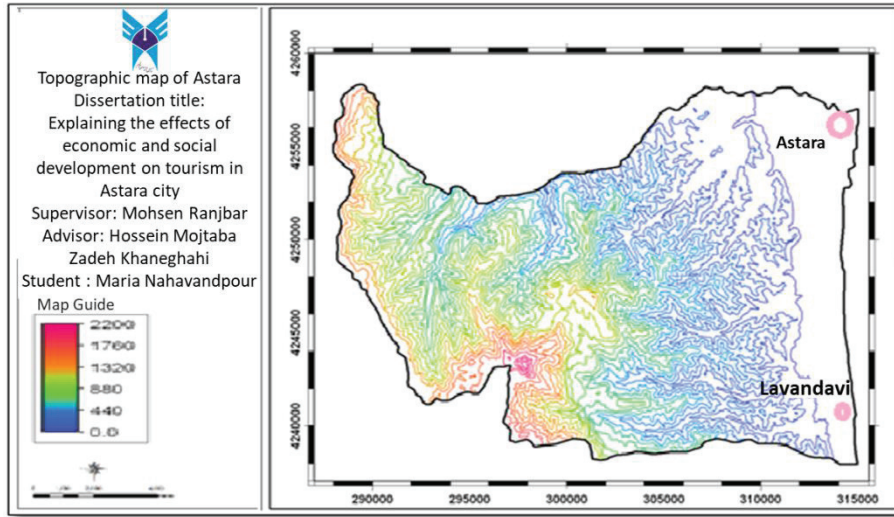 Topographic map of Astara
Dissertation title:
Explaining the effects of
economic and social
development on tourism in
Astara city
Supervisor: Mohsen Ranjbar
Advisor: Hossein Mojtaba
Zadeh Khaneghahi
Student : Maria Nahavandpour
Map Guide
2200
1760
1320
880
440
0.0
4260000
4255000
4250000
4245000
4240000
Astara
Lavandavi
290000
295000
300000
305000
310000
315000